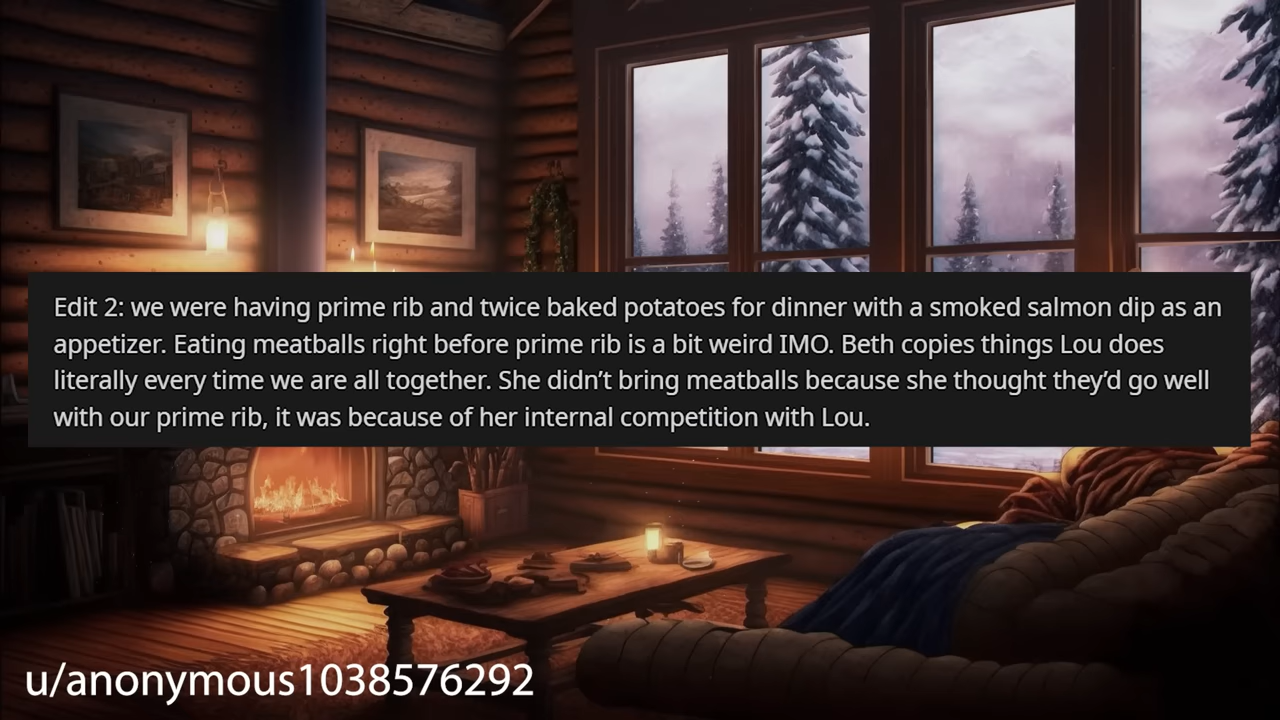 Edit 2: we were having prime rib and twice baked potatoes for dinner with a smoked salmon dip as an
appetizer. Eating meatballs right before prime rib is a bit weird IMO. Beth copies things Lou does
literally every time we are all together. She didn’t bring meatballs because she thought they’d go well
with our prime rib, it was because of her internal competition with Lou.
u/anonymous1038576292